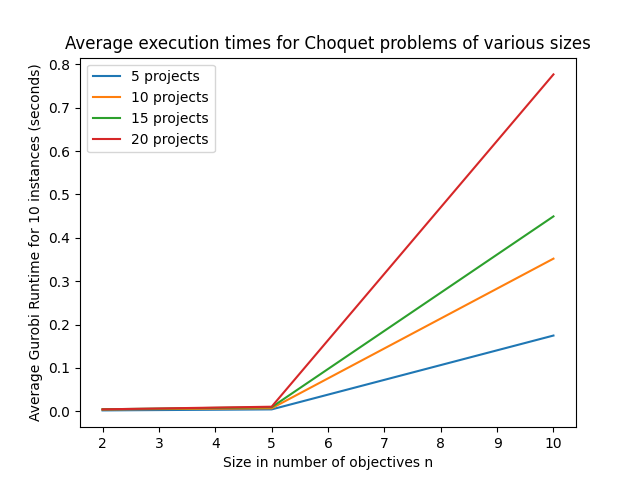 Average execution times for Choquet problems of various sizes
5 projects
10 projects
15 projects
20 projects
Average Gurobi Runtime for 10 instances (seconds)
0.8
0.7
0.6
0.5
0.4
0.3
0.2
0.1
0.0
2 3 4 5 6 7 8 9 10
Size in number of objectives n